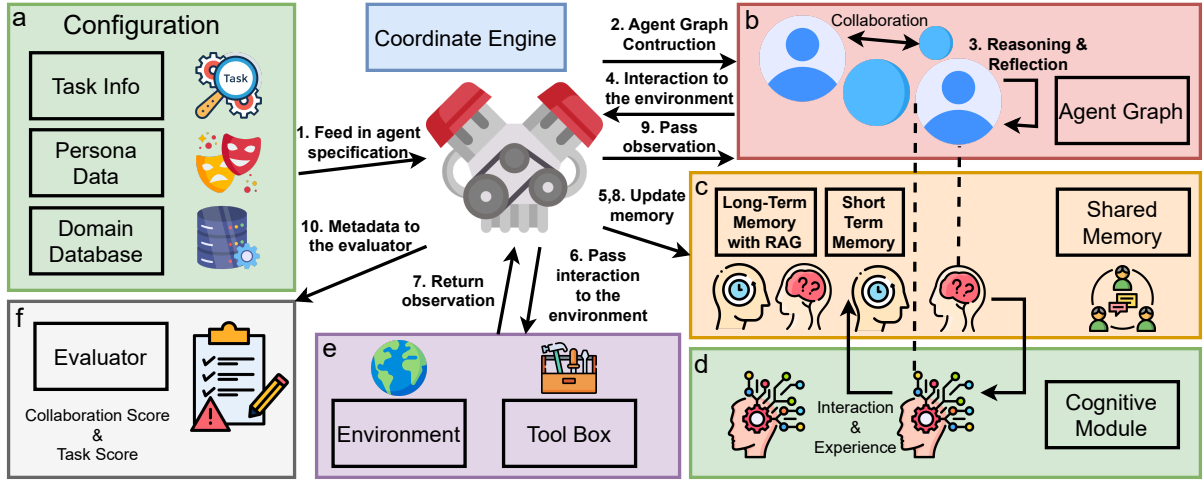 a
Configuration
Task Info
Task
Persona
Data
Domain
Database
Coordinate Engine
1. Feed in agent
specification
2. Agent Graph
Contruction
4. Interaction to
the environment
9. Pass
observation
5,8. Update
memory
10. Metadata to
the evaluator
7. Return
observation
6. Pass
interaction
to the
environment
b
Collaboration
3. Reasoning &
Reflection
Agent Graph
c
Long-Term
Memory
with RAG
Short
Term
Memory
Shared
Memory
??
??
d
Interaction
&
Experience
Cognitive
Module
e
Environment
Tool Box
f
Evaluator
Collaboration Score
&
Task Score